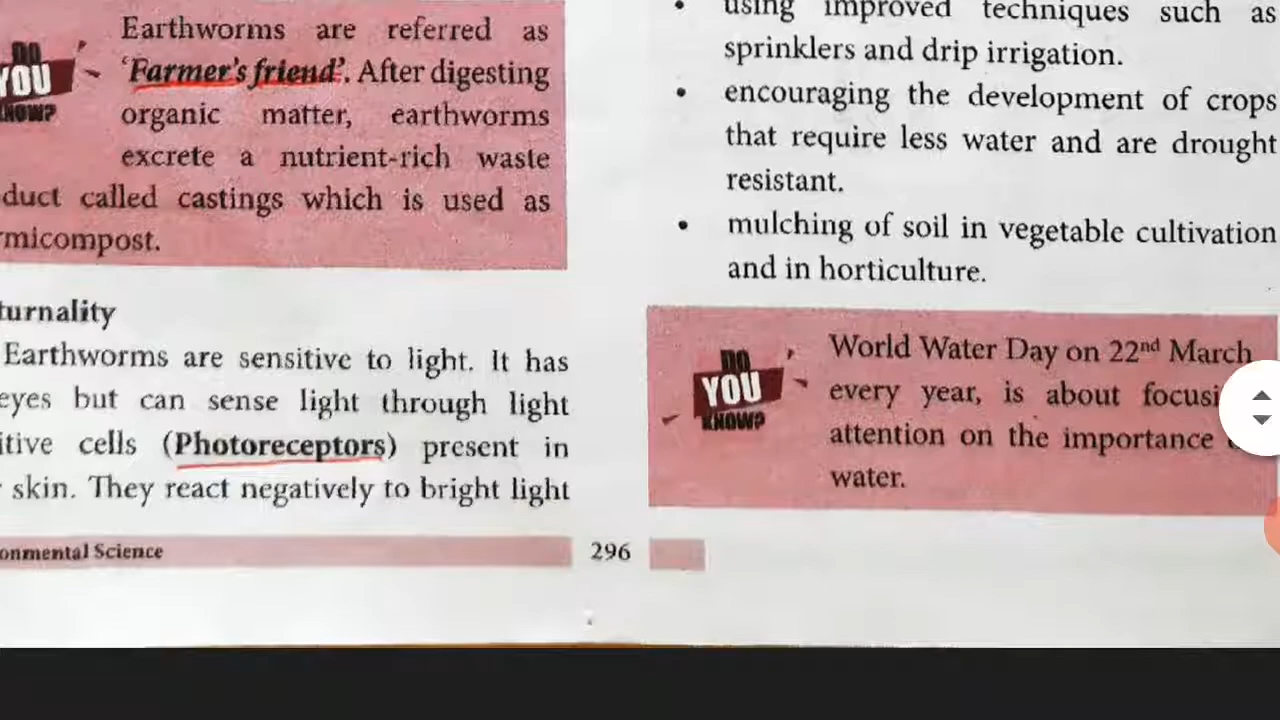 Earthworms are referred as
DO
YOU
KNOW?
'Farmer's friend'. After digesting
organic matter, earthworms
excrete a nutrient-rich waste
duct called castings which is used as
rmicompost.
turnality
Earthworms are sensitive to light. It has
eyes but can sense light through light
itive cells (Photoreceptors) present in
skin. They react negatively to bright light
onmental Science
296
using improved techniques such as
sprinklers and drip irrigation.
• encouraging the development of crops
that require less water and are drought
resistant.
• mulching of soil in vegetable cultivation
and in horticulture.
DO
YOU
KNOW?
World Water Day on 22nd March
every year, is about focusi
attention on the importance
water.